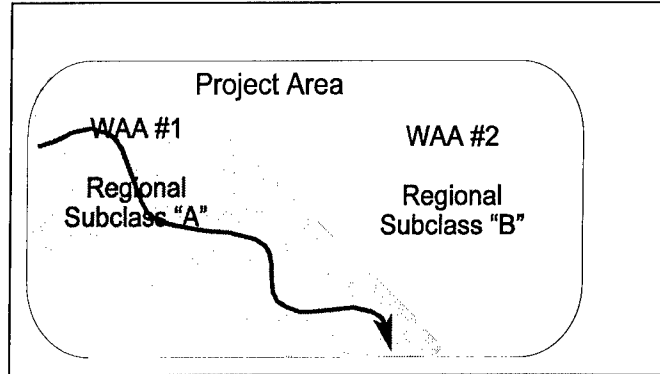 Project Area
WAA #1
Regional
Subclass "A"
WAA #2
Regional
Subclass "B"